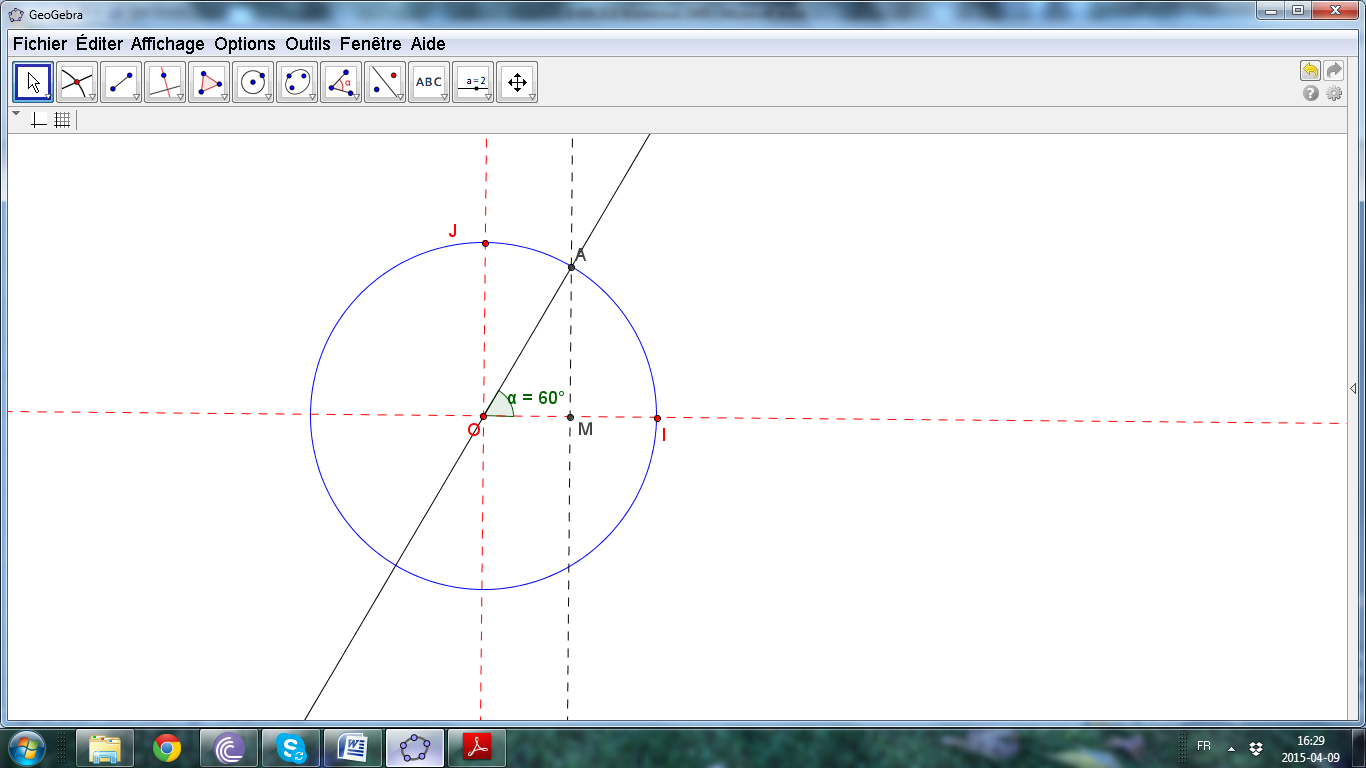 GeoGebra
Fichier Éditer Affichage Options Outils Fenêtre Aide
α ABC a = 2
J
A
α = 60°
O
M
I
FR
16:29
2015-04-09